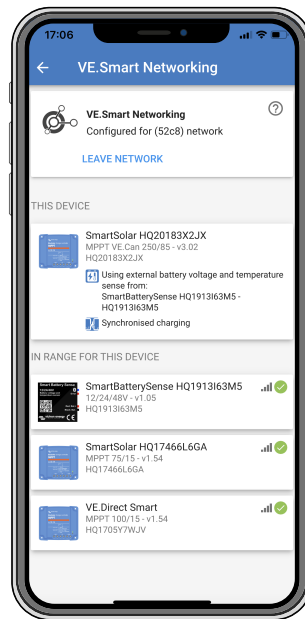 17:06
VE.Smart Networking
VE.Smart Networking
Configured for (52c8) network
LEAVE NETWORK
THIS DEVICE
SmartSolar HQ20183X2JX
MPPT VE.Can 250/85 - v3.02
HQ20183X2JX
Using external battery voltage and temperature
sense from:
SmartBatterySense HQ1913I63M5 -
HQ1913I63M5
Synchronised charging
IN RANGE FOR THIS DEVICE
Smart Battery Sense
SmartBatterySense HQ1913I63M5
12/24/48V - v1.05
HQ1913I63M5
SmartSolar HQ17466L6GA
MPPT 75/15 - v1.54
HQ17466L6GA
VE.Direct Smart
MPPT 100/15 - v1.54
HQ1705Y7WJV